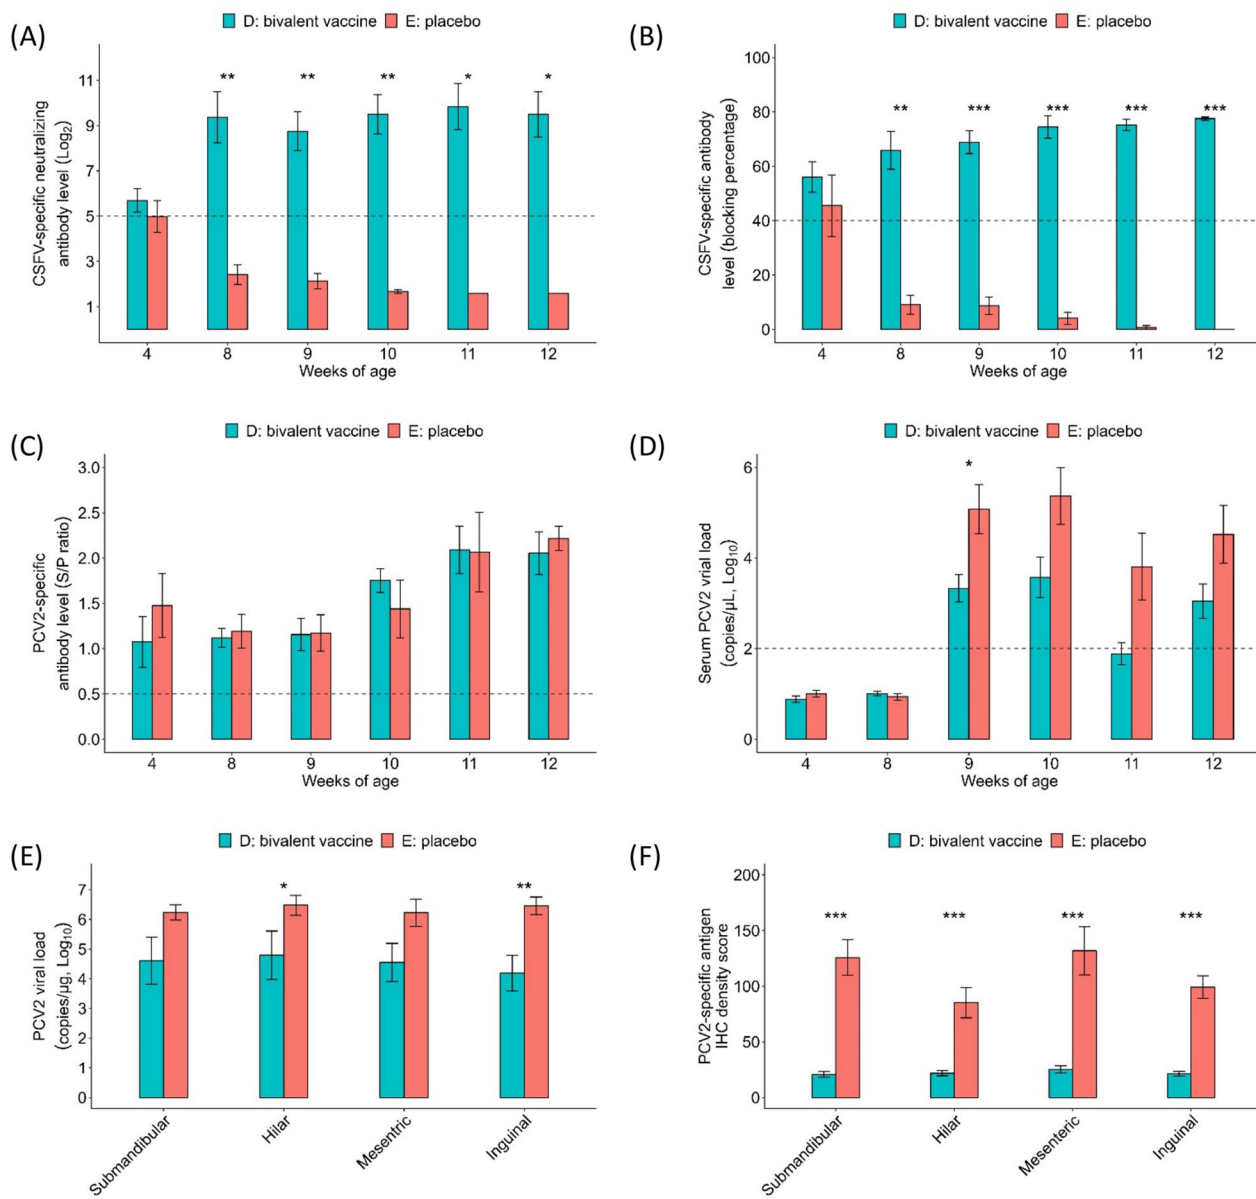 (A)
D: bivalent vaccine E: placebo
CSFV-specific neutralizing
antibody level (Log2)
11
9
7
5
3
1
** ** ** * *
4 8 9 10 11 12
Weeks of age
(B)
D: bivalent vaccine E: placebo
CSFV-specific antibody
level (blocking percentage)
100
80
60
40
20
0
** *** *** *** ***
4 8 9 10 11 12
Weeks of age
(C)
D: bivalent vaccine E: placebo
PCV2-specific
antibody level (S/P ratio)
3.0
2.5
2.0
1.5
1.0
0.5
0.0
4 8 9 10 11 12
Weeks of age
(D)
D: bivalent vaccine E: placebo
Serum PCV2 vrial load
(copies/μL, Log10)
6
4
2
0
*
4 8 9 10 11 12
Weeks of age
(E)
D: bivalent vaccine E: placebo
PCV2 viral load
(copies/μg, Log10)
7
6
5
4
3
2
1
0
* **
Submandibular
Hilar
Mesentric
Inguinal
(F)
D: bivalent vaccine E: placebo
PCV2-specific antigen
IHC density score
200
150
100
50
0
*** *** *** ***
Submandibular
Hilar
Mesenteric
Inguinal